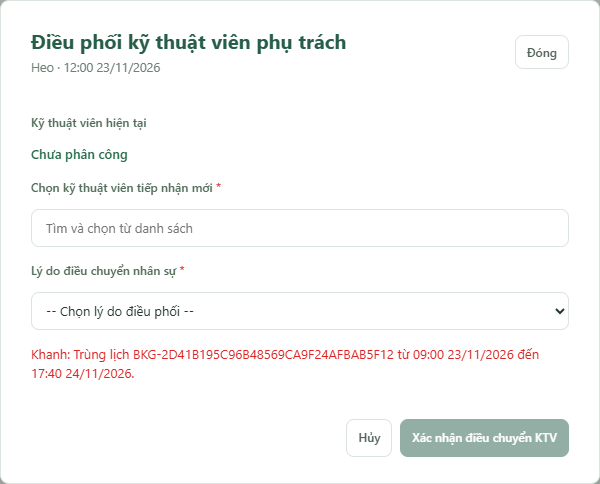 Điều phối kỹ thuật viên phụ trách
Heo · 12:00 23/11/2026
Đóng
Kỹ thuật viên hiện tại
Chưa phân công
Chọn kỹ thuật viên tiếp nhận mới *
Tìm và chọn từ danh sách
Lý do điều chuyển nhân sự *
-- Chọn lý do điều phối --
Khanh: Trùng lịch BKG-2D41B195C96B48569CA9F24AFBAB5F12 từ 09:00 23/11/2026 đến
17:40 24/11/2026.
Hủy
Xác nhận điều chuyển KTV